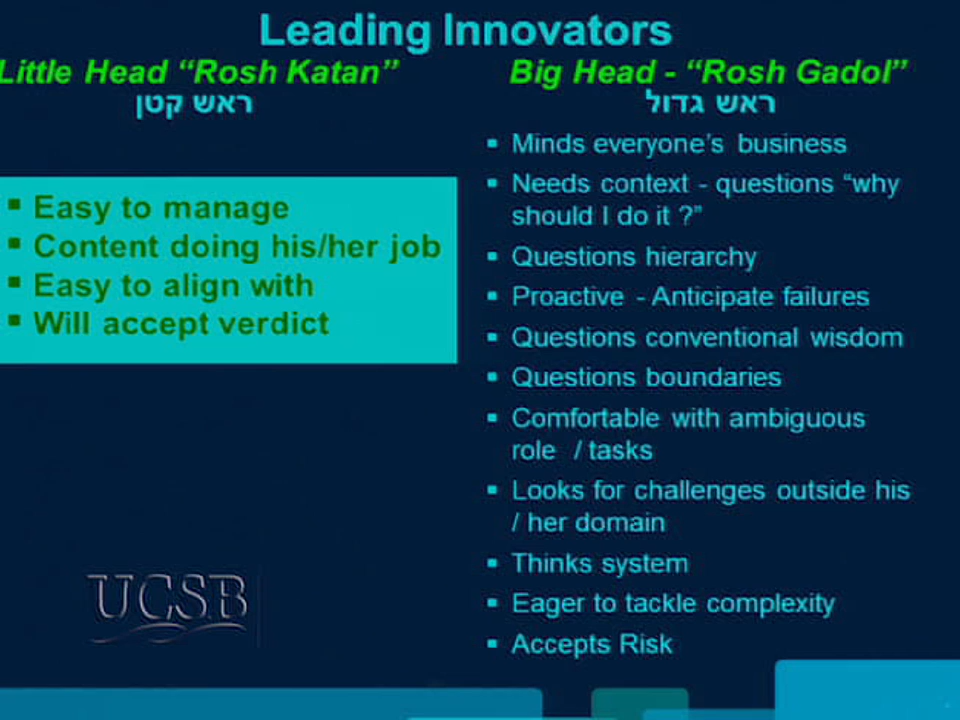 Leading Innovators
Little Head “Rosh Katan”
ראש קטן
▪ Easy to manage
▪ Content doing his/her job
▪ Easy to align with
▪ Will accept verdict
UCSB
Big Head - “Rosh Gadol”
ראש גדול
▪ Minds everyone’s business
▪ Needs context - questions “why
should I do it ?”
▪ Questions hierarchy
▪ Proactive - Anticipate failures
▪ Questions conventional wisdom
▪ Questions boundaries
▪ Comfortable with ambiguous
role / tasks
▪ Looks for challenges outside his
/ her domain
▪ Thinks system
▪ Eager to tackle complexity
▪ Accepts Risk